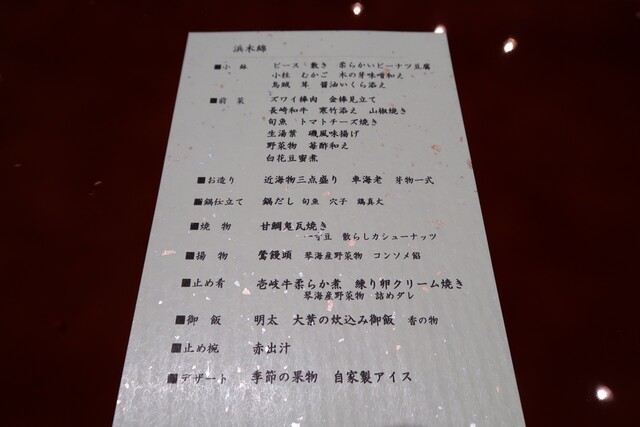 浜木綿
■小鉢 ピース敷き 柔らかいピーナツ豆腐
小柱 むかご 木の芽味噌和え
烏賊 茸 醤油いくら添え
■前菜 ズワイ棒肉 金棒見立て
長崎和牛 寒竹添え 山椒焼き
旬魚 トマトチーズ焼き
生湯葉 磯風味揚げ
野菜物 苺酢和え
白花豆蜜煮
■お造り 近海物三点盛り 車海老 芽物一式
■鍋仕立て 鍋だし 旬魚 穴子 鶏真丈
■焼物 甘鯛鬼瓦焼き
一寸豆 散らしカシューナッツ
■揚物 鶯饅頭 琴海産野菜物 コンソメ餡
■止め肴 壱岐牛柔らか煮 練り卵クリーム焼き
琴海産野菜物 詰めダレ
■御飯 明太 大葉の炊込み御飯 香の物
■止め椀 赤出汁
■デザート 季節の果物 自家製アイス